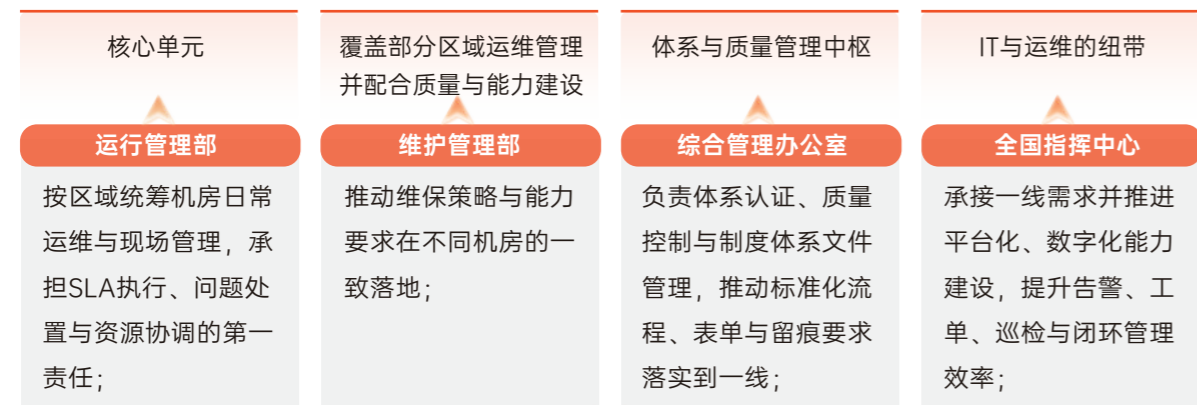 核心单元
运行管理部
按区域统筹机房日常
运维与现场管理，承
担SLA执行、问题处
置与资源协调的第一
责任；
覆盖部分区域运维管理
并配合质量与能力建设
维护管理部
推动维保策略与能力
要求在不同机房的一
致落地；
体系与质量管理中枢
综合管理办公室
负责体系认证、质量
控制与制度体系文件
管理，推动标准化流
程、表单与留痕要求
落实到一线；
IT与运维的纽带
全国指挥中心
承接一线需求并推进
平台化、数字化能力
建设，提升告警、工
单、巡检与闭环管理
效率；